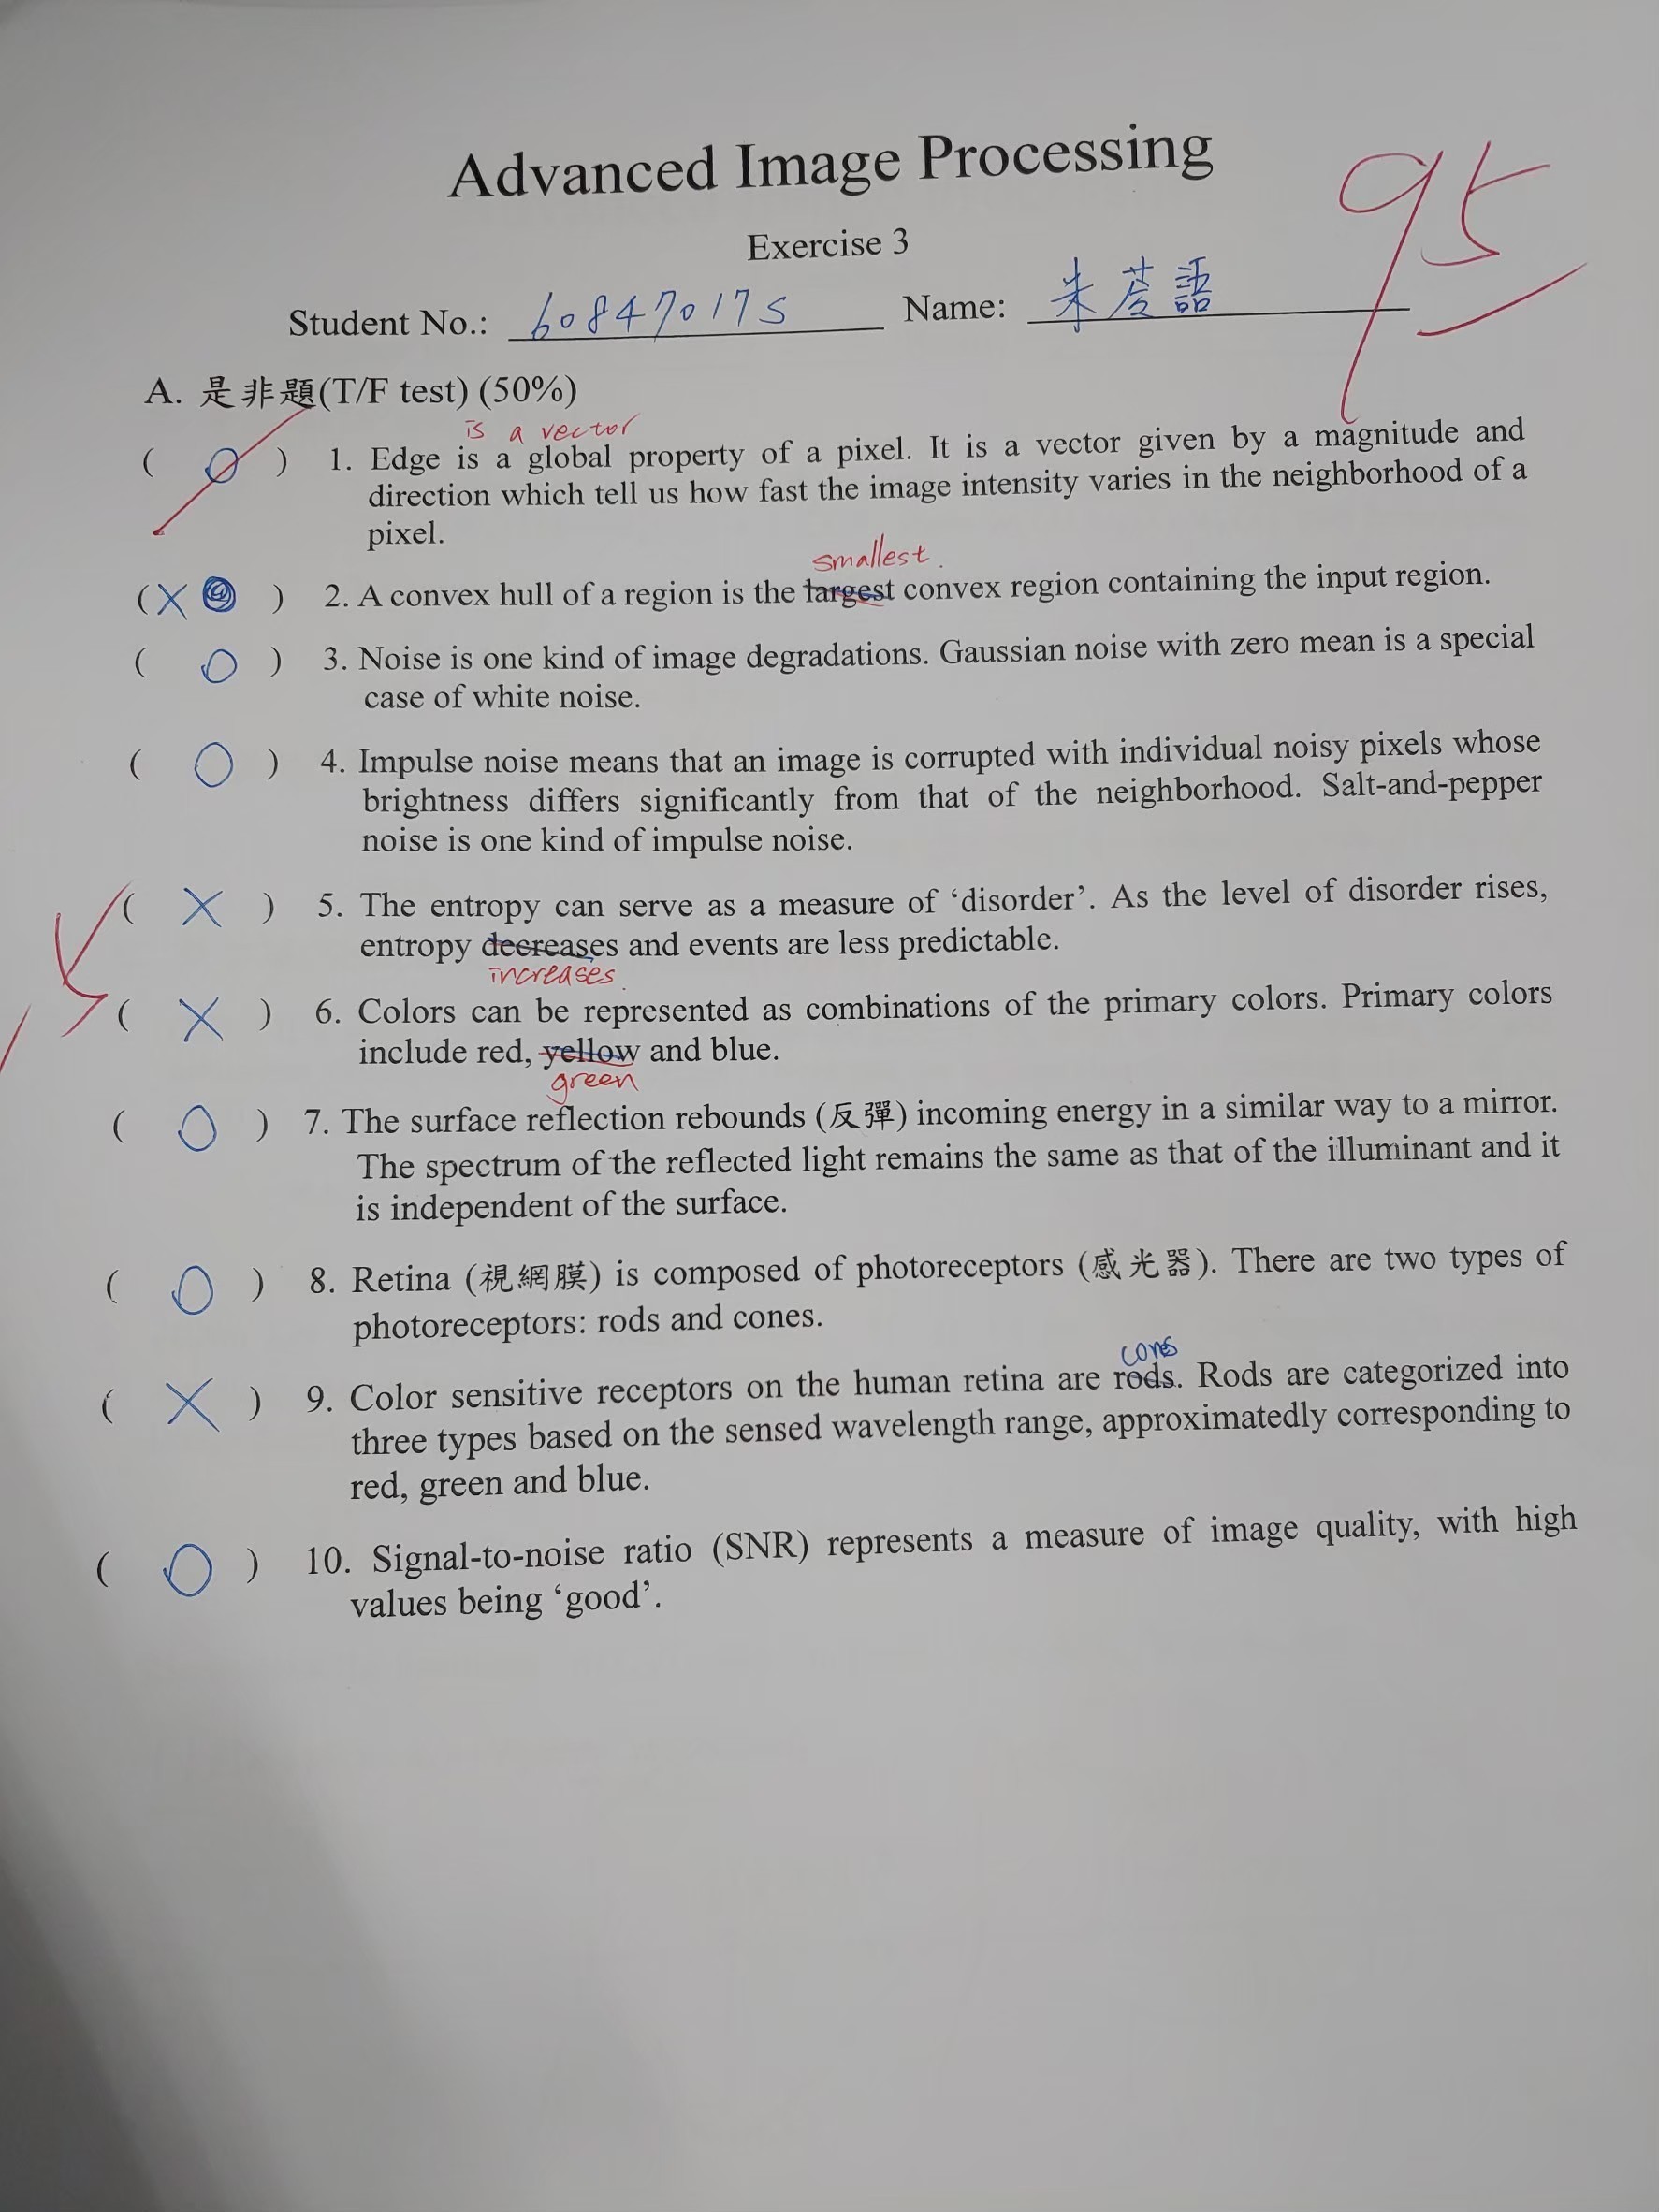 Advanced Image Processing
95
Exercise 3
Student No.: 60847017S Name: 朱 語
A. 是非題(T/F test) (50%)
is a vector
( O ) 1. Edge is a global property of a pixel. It is a vector given by a magnitude and
direction which tell us how fast the image intensity varies in the neighborhood of a
pixel.
smallest.
( X ) 2. A convex hull of a region is the largest convex region containing the input region.
( O ) 3. Noise is one kind of image degradations. Gaussian noise with zero mean is a special
case of white noise.
( O ) 4. Impulse noise means that an image is corrupted with individual noisy pixels whose
brightness differs significantly from that of the neighborhood. Salt-and-pepper
noise is one kind of impulse noise.
( X ) 5. The entropy can serve as a measure of ‘disorder’. As the level of disorder rises,
entropy decreases and events are less predictable.
increases.
( X ) 6. Colors can be represented as combinations of the primary colors. Primary colors
include red, yellow and blue.
green
( O ) 7. The surface reflection rebounds (反彈) incoming energy in a similar way to a mirror.
The spectrum of the reflected light remains the same as that of the illuminant and it
is independent of the surface.
( O ) 8. Retina (視網膜) is composed of photoreceptors (感光器). There are two types of
photoreceptors: rods and cones.
cones
( X ) 9. Color sensitive receptors on the human retina are rods. Rods are categorized into
three types based on the sensed wavelength range, approximatedly corresponding to
red, green and blue.
( O ) 10. Signal-to-noise ratio (SNR) represents a measure of image quality, with high
values being ‘good’.